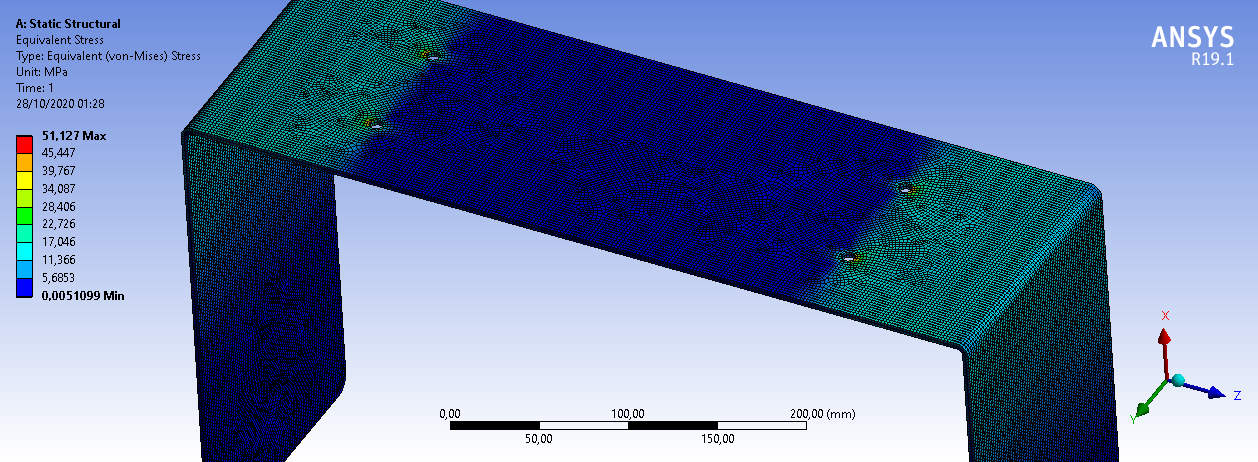 A: Static Structural
Equivalent Stress
Type: Equivalent (von-Mises) Stress
Unit: MPa
Time: 1
28/10/2020 01:28
51,127 Max
45,447
39,767
34,087
28,406
22,726
17,046
11,366
5,6853
0,0051099 Min
ANSYS
R19.1
0,00 100,00 200,00 (mm)
50,00 150,00
X
Y
Z